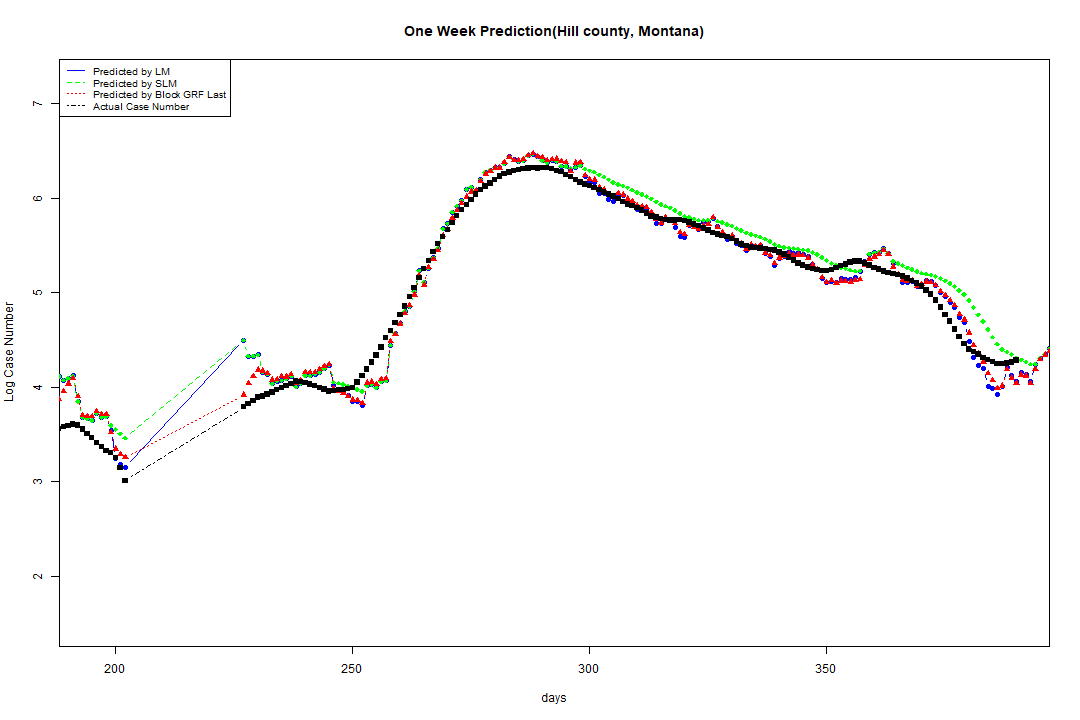 One Week Prediction(Hill county, Montana)
Predicted by LM
Predicted by SLM
Predicted by Block GRF Last
Actual Case Number
7
6
5
4
3
2
Log Case Number
200 250 300 350
days